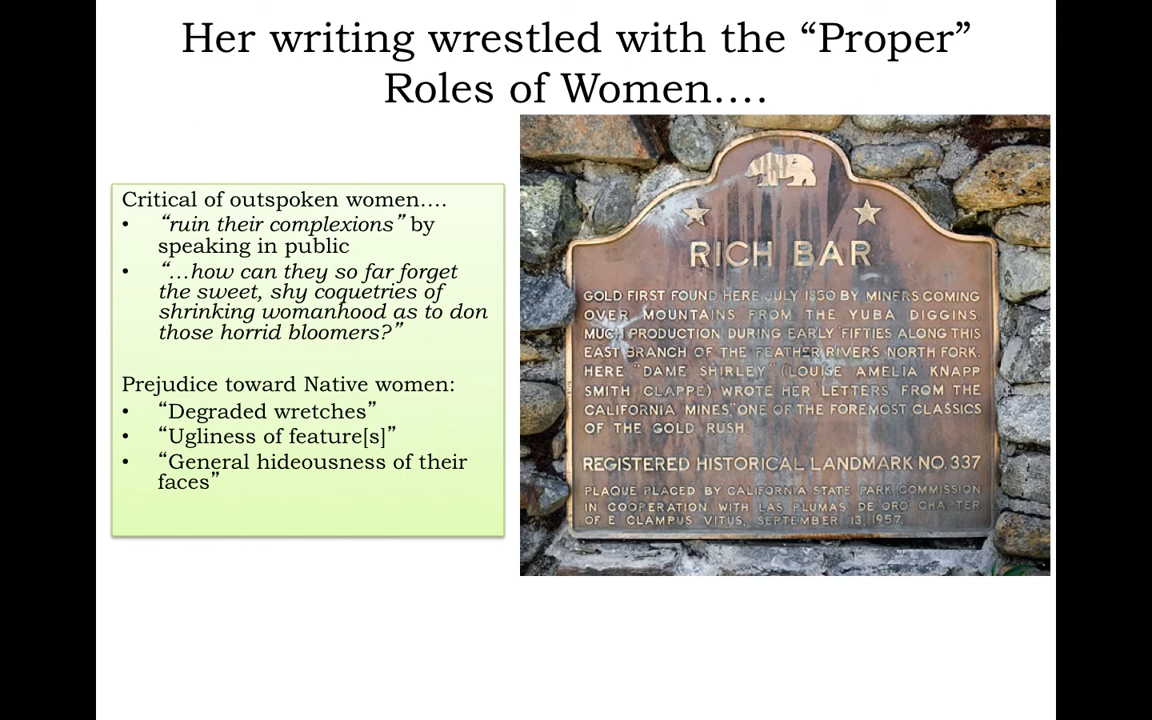 Her writing wrestled with the “Proper”
Roles of Women….
Critical of outspoken women….
• “ruin their complexions” by
speaking in public
• “…how can they so far forget
the sweet, shy coquetries of
shrinking womanhood as to don
those horrid bloomers?”
Prejudice toward Native women:
• “Degraded wretches”
• “Ugliness of feature[s]”
• “General hideousness of their
faces”
RICH BAR
GOLD FIRST FOUND HERE JULY 1850 BY MINERS COMING
OVER MOUNTAINS FROM THE YUBA DIGGINS.
MUCH PRODUCTION DURING EARLY FIFTIES ALONG THIS
EAST BRANCH OF THE FEATHER RIVERS NORTH FORK.
HERE "DAME SHIRLEY" (LOUISE AMELIA KNAPP
SMITH CLAPPE) WROTE HER "LETTERS FROM THE
CALIFORNIA MINES," ONE OF THE FOREMOST CLASSICS
OF THE GOLD RUSH.
REGISTERED HISTORICAL LANDMARK NO. 337
PLAQUE PLACED BY CALIFORNIA STATE PARK COMMISSION
IN COOPERATION WITH LAS PLUMAS DE ORO CHAPTER
OF E CLAMPUS VITUS, SEPTEMBER 13, 1957.